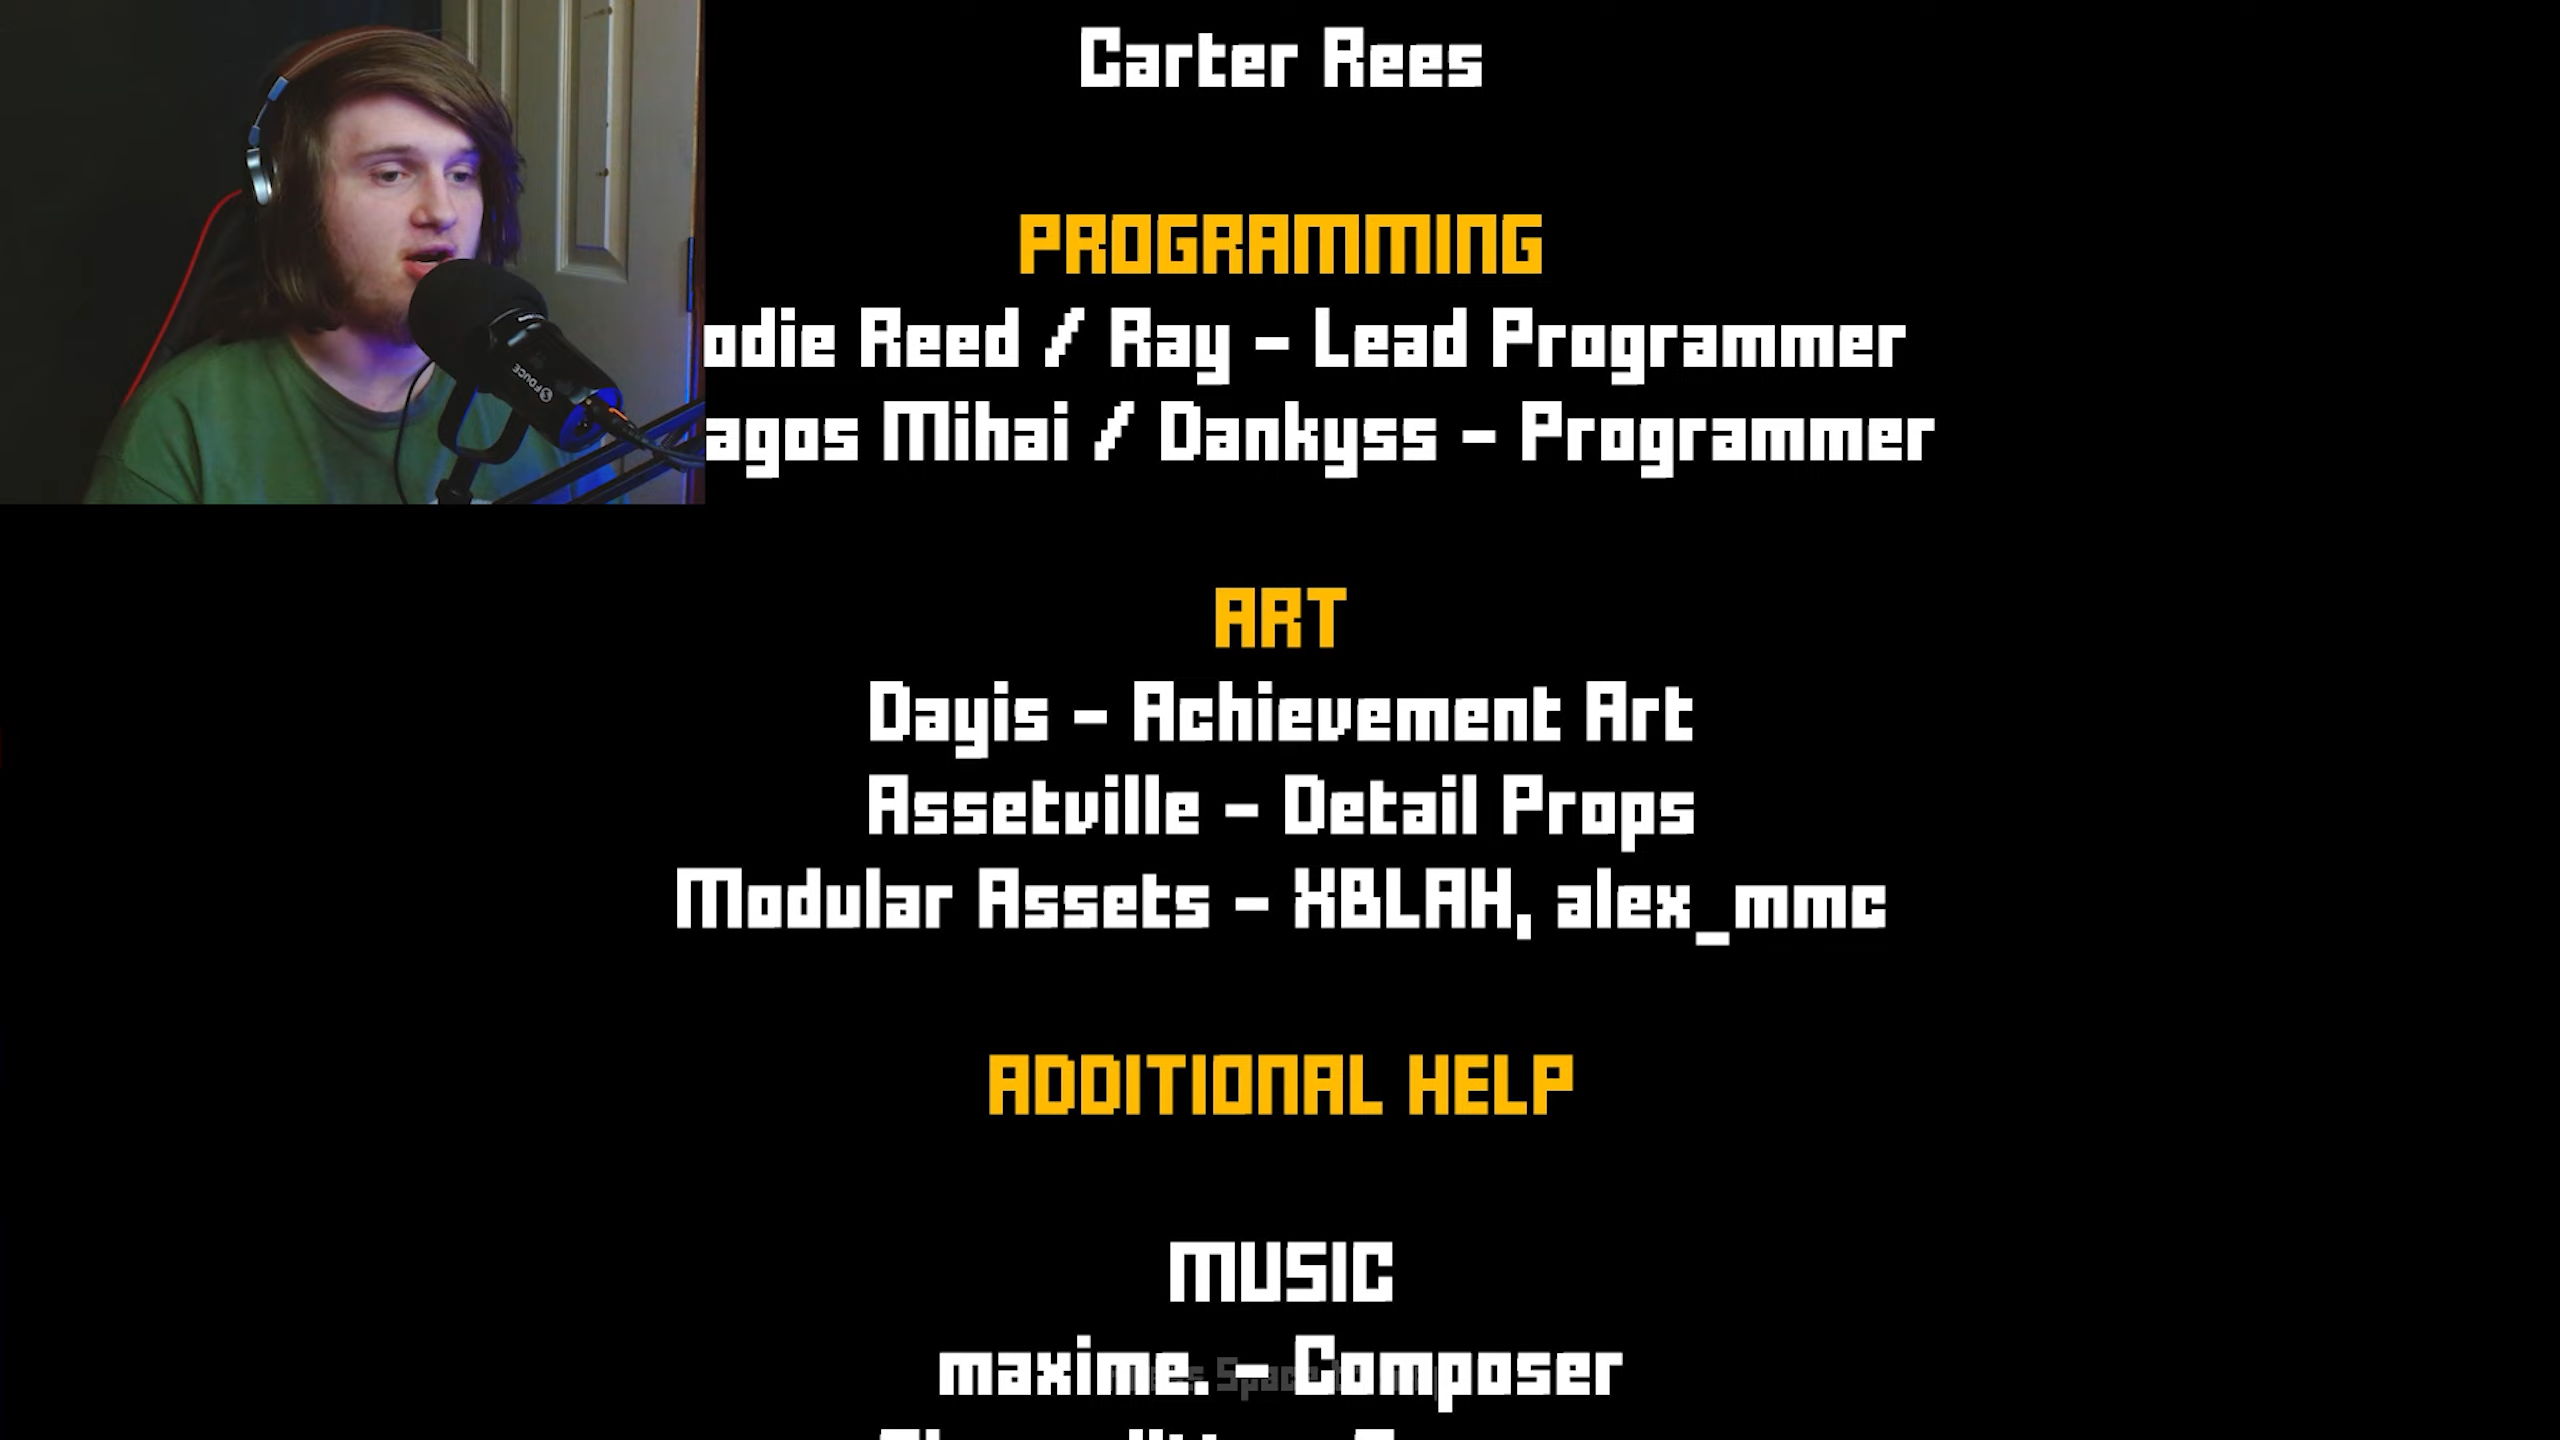 Carter Rees
PROGRAMMING
odie Reed / Ray - Lead Programmer
agos Mihai / Dankyss - Programmer
ART
Dayis - Achievement Art
Assetville - Detail Props
Modular Assets - XBLAH, alex_mmc
ADDITIONAL HELP
MUSIC
maxime. - Composer
FDUCE